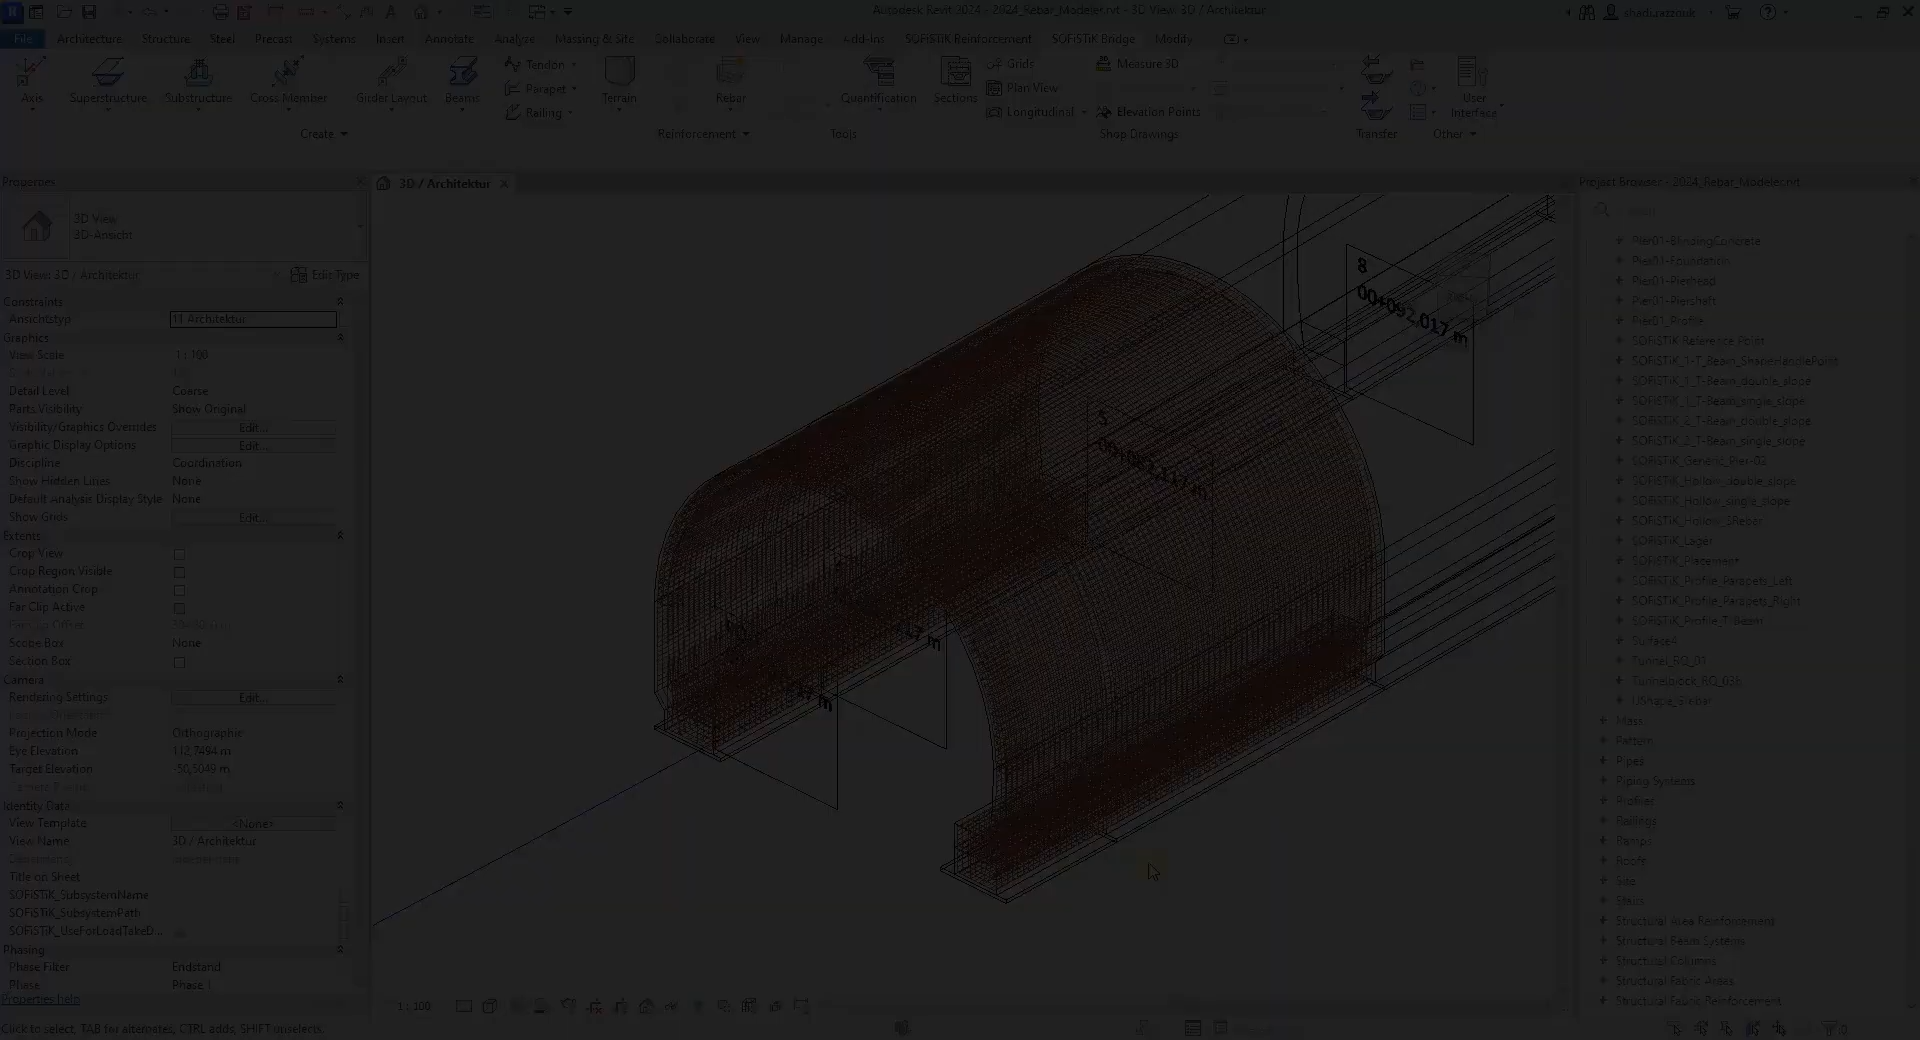 Autodesk Revit 2024 - 2024_Rebar_Modeler.rvt - 3D View: 3D / Architektur
shadi.razzouk
File Architecture Structure Steel Precast Systems Insert Annotate Analyze Massing & Site Collaborate View Manage Add-Ins SOFiSTiK Reinforcement SOFiSTiK Bridge Modify
Axis Superstructure Substructure Cross Member Girder Layout Beams
Tendon
Parapet
Railing
Terrain
Rebar
Quantification
Sections
Grids
Plan View
Longitudinal
Measure 3D
Elevation Points
User
Interface
Create Reinforcement Tools Shop Drawings Transfer Other
Properties
3D View
3D-Ansicht
3D View: 3D / Architektur
Edit Type
Constraints
Ansichtstyp 11 Architektur
Graphics
View Scale 1 : 100
Detail Level Coarse
Parts Visibility Show Original
Visibility/Graphics Overrides Edit...
Graphic Display Options Edit...
Discipline Coordination
Show Hidden Lines None
Default Analysis Display Style None
Show Grids Edit...
Extents
Crop View
Crop Region Visible
Annotation Crop
Far Clip Active
Scope Box None
Section Box
Camera
Rendering Settings Edit...
Projection Mode Orthographic
Eye Elevation 112,7494 m
Target Elevation -50,5049 m
Identity Data
View Template <None>
View Name 3D / Architektur
Title on Sheet
SOFiSTiK_SubsystemName
SOFiSTiK_SubsystemPath
SOFiSTiK_UseForLoadTakeD...
Phasing
Phase Filter Endstand
Phase Phase 1
Properties help
3D / Architektur
8
00+092,017 m
5
00+062,117 m
1 : 100
Project Browser - 2024_Rebar_Modeler.rvt
Pier01-BlindingConcrete
Pier01-Foundation
Pier01-Pierhead
Pier01-Piershaft
Pier01_Profile
SOFiSTiK Reference Point
SOFiSTiK_1-T_Beam_ShapeHandlePoint
SOFiSTiK_1_T-Beam_double_slope
SOFiSTiK_1_T-Beam_single_slope
SOFiSTiK_2_T-Beam_double_slope
SOFiSTiK_2_T-Beam_single_slope
SOFiSTiK_Generic_Pier-02
SOFiSTiK_Hollow_double_slope
SOFiSTiK_Hollow_single_slope
SOFiSTiK_Hollow_SRebar
SOFiSTiK_Lager
SOFiSTiK_Placement
SOFiSTiK_Profile_Parapets_Left
SOFiSTiK_Profile_Parapets_Right
SOFiSTiK_Profile_T-Beam
Surface4
Tunnel_RQ_01
Tunnelblock_RQ_03b
UShape_SRebar
Mass
Pattern
Pipes
Piping Systems
Profiles
Railings
Ramps
Roofs
Site
Stairs
Structural Area Reinforcement
Structural Beam Systems
Structural Columns
Structural Fabric Areas
Structural Fabric Reinforcement
Click to select, TAB for alternates, CTRL adds, SHIFT unselects.